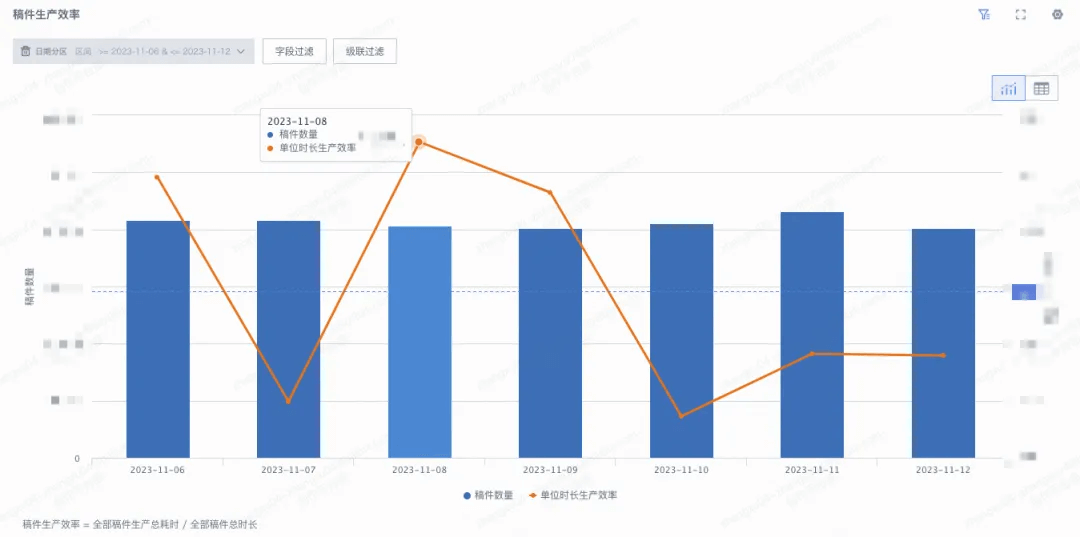 稿件生产效率
日期分区 区间 >= 2023-11-06 & <= 2023-11-12
字段过滤
级联过滤
2023-11-08
稿件数量
单位时长生产效率
稿件数量
0
2023-11-06
2023-11-07
2023-11-08
2023-11-09
2023-11-10
2023-11-11
2023-11-12
稿件数量
单位时长生产效率
稿件生产效率 = 全部稿件生产总耗时 / 全部稿件总时长